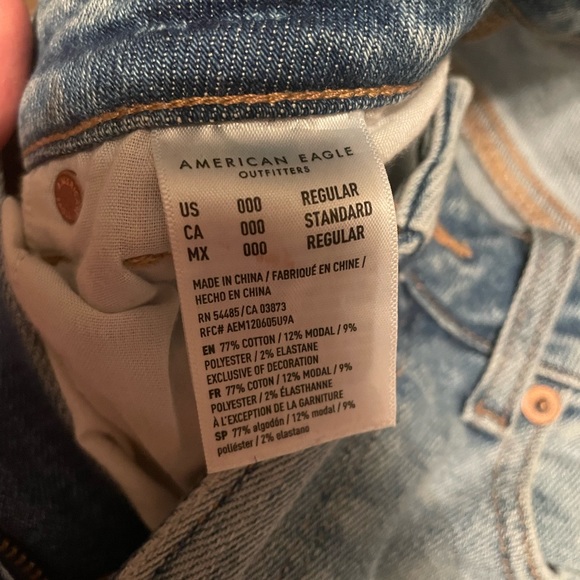 AMERICAN EAGLE
OUTFITTERS
US 000 REGULAR
CA 000 STANDARD
MX 000 REGULAR
MADE IN CHINA / FABRIQUÉ EN CHINE /
HECHO EN CHINA
RN 54485 / CA 03873
RFC# AEM120605U9A
EN 77% COTTON / 12% MODAL / 9%
POLYESTER / 2% ELASTANE
EXCLUSIVE OF DECORATION
FR 77% COTON / 12% MODAL / 9%
POLYESTER / 2% ÉLASTHANNE
À L'EXCEPTION DE LA GARNITURE
SP 77% algodón / 12% modal / 9%
poliéster / 2% elastano